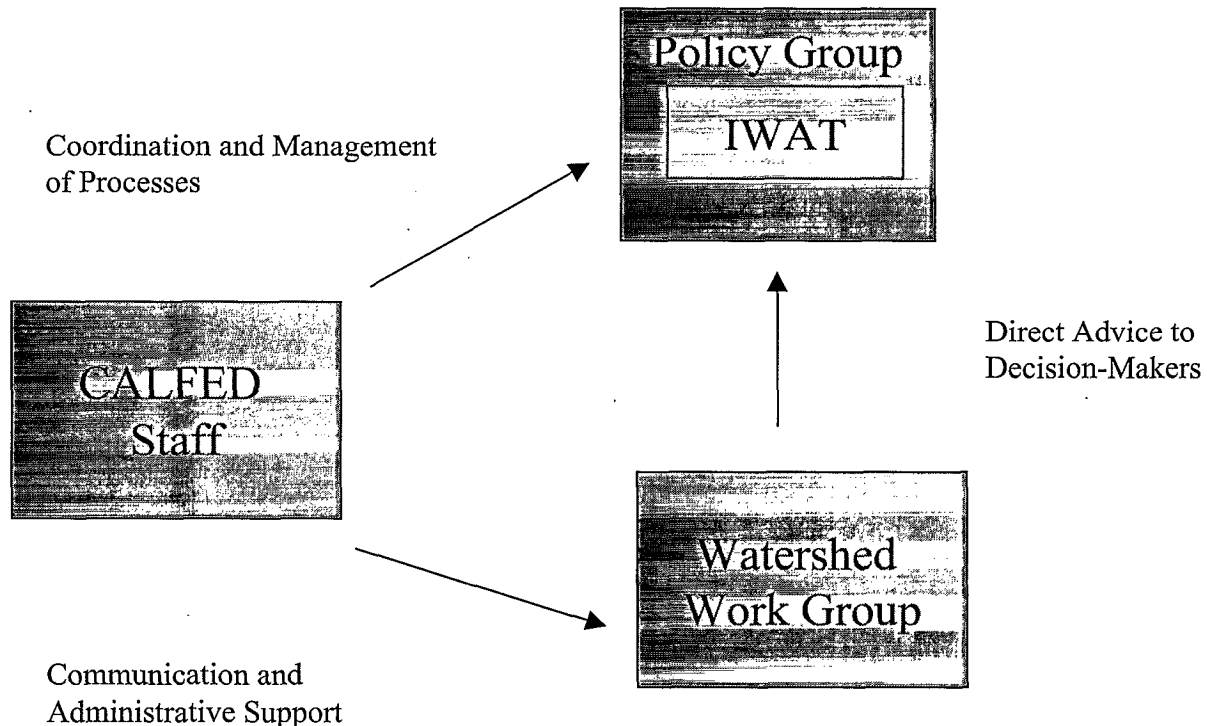 Policy Group
IWAT
Coordination and Management
of Processes
CALFED
Staff
Direct Advice to
Decision-Makers
Watershed
Work Group
Communication and
Administrative Support